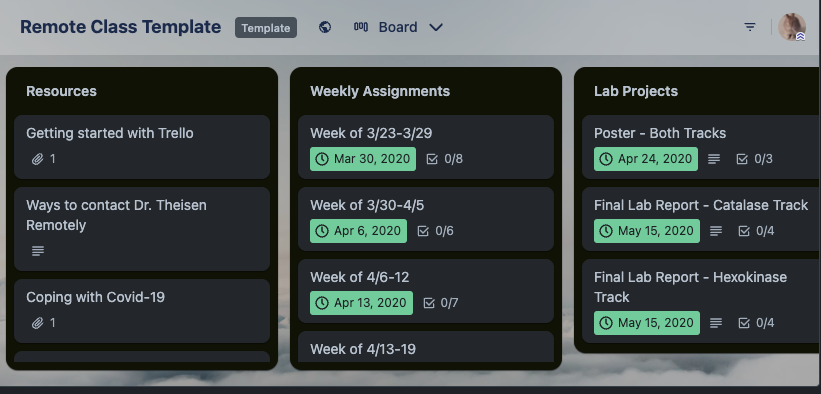 Remote Class Template
Template
Board
Resources
Getting started with Trello
1
Ways to contact Dr. Theisen
Remotely
Coping with Covid-19
1
Weekly Assignments
Week of 3/23-3/29
Mar 30, 2020 0/8
Week of 3/30-4/5
Apr 6, 2020 0/6
Week of 4/6-12
Apr 13, 2020 0/7
Week of 4/13-19
Lab Projects
Poster - Both Tracks
Apr 24, 2020 0/3
Final Lab Report - Catalase Track
May 15, 2020 0/4
Final Lab Report - Hexokinase
Track
May 15, 2020 0/4